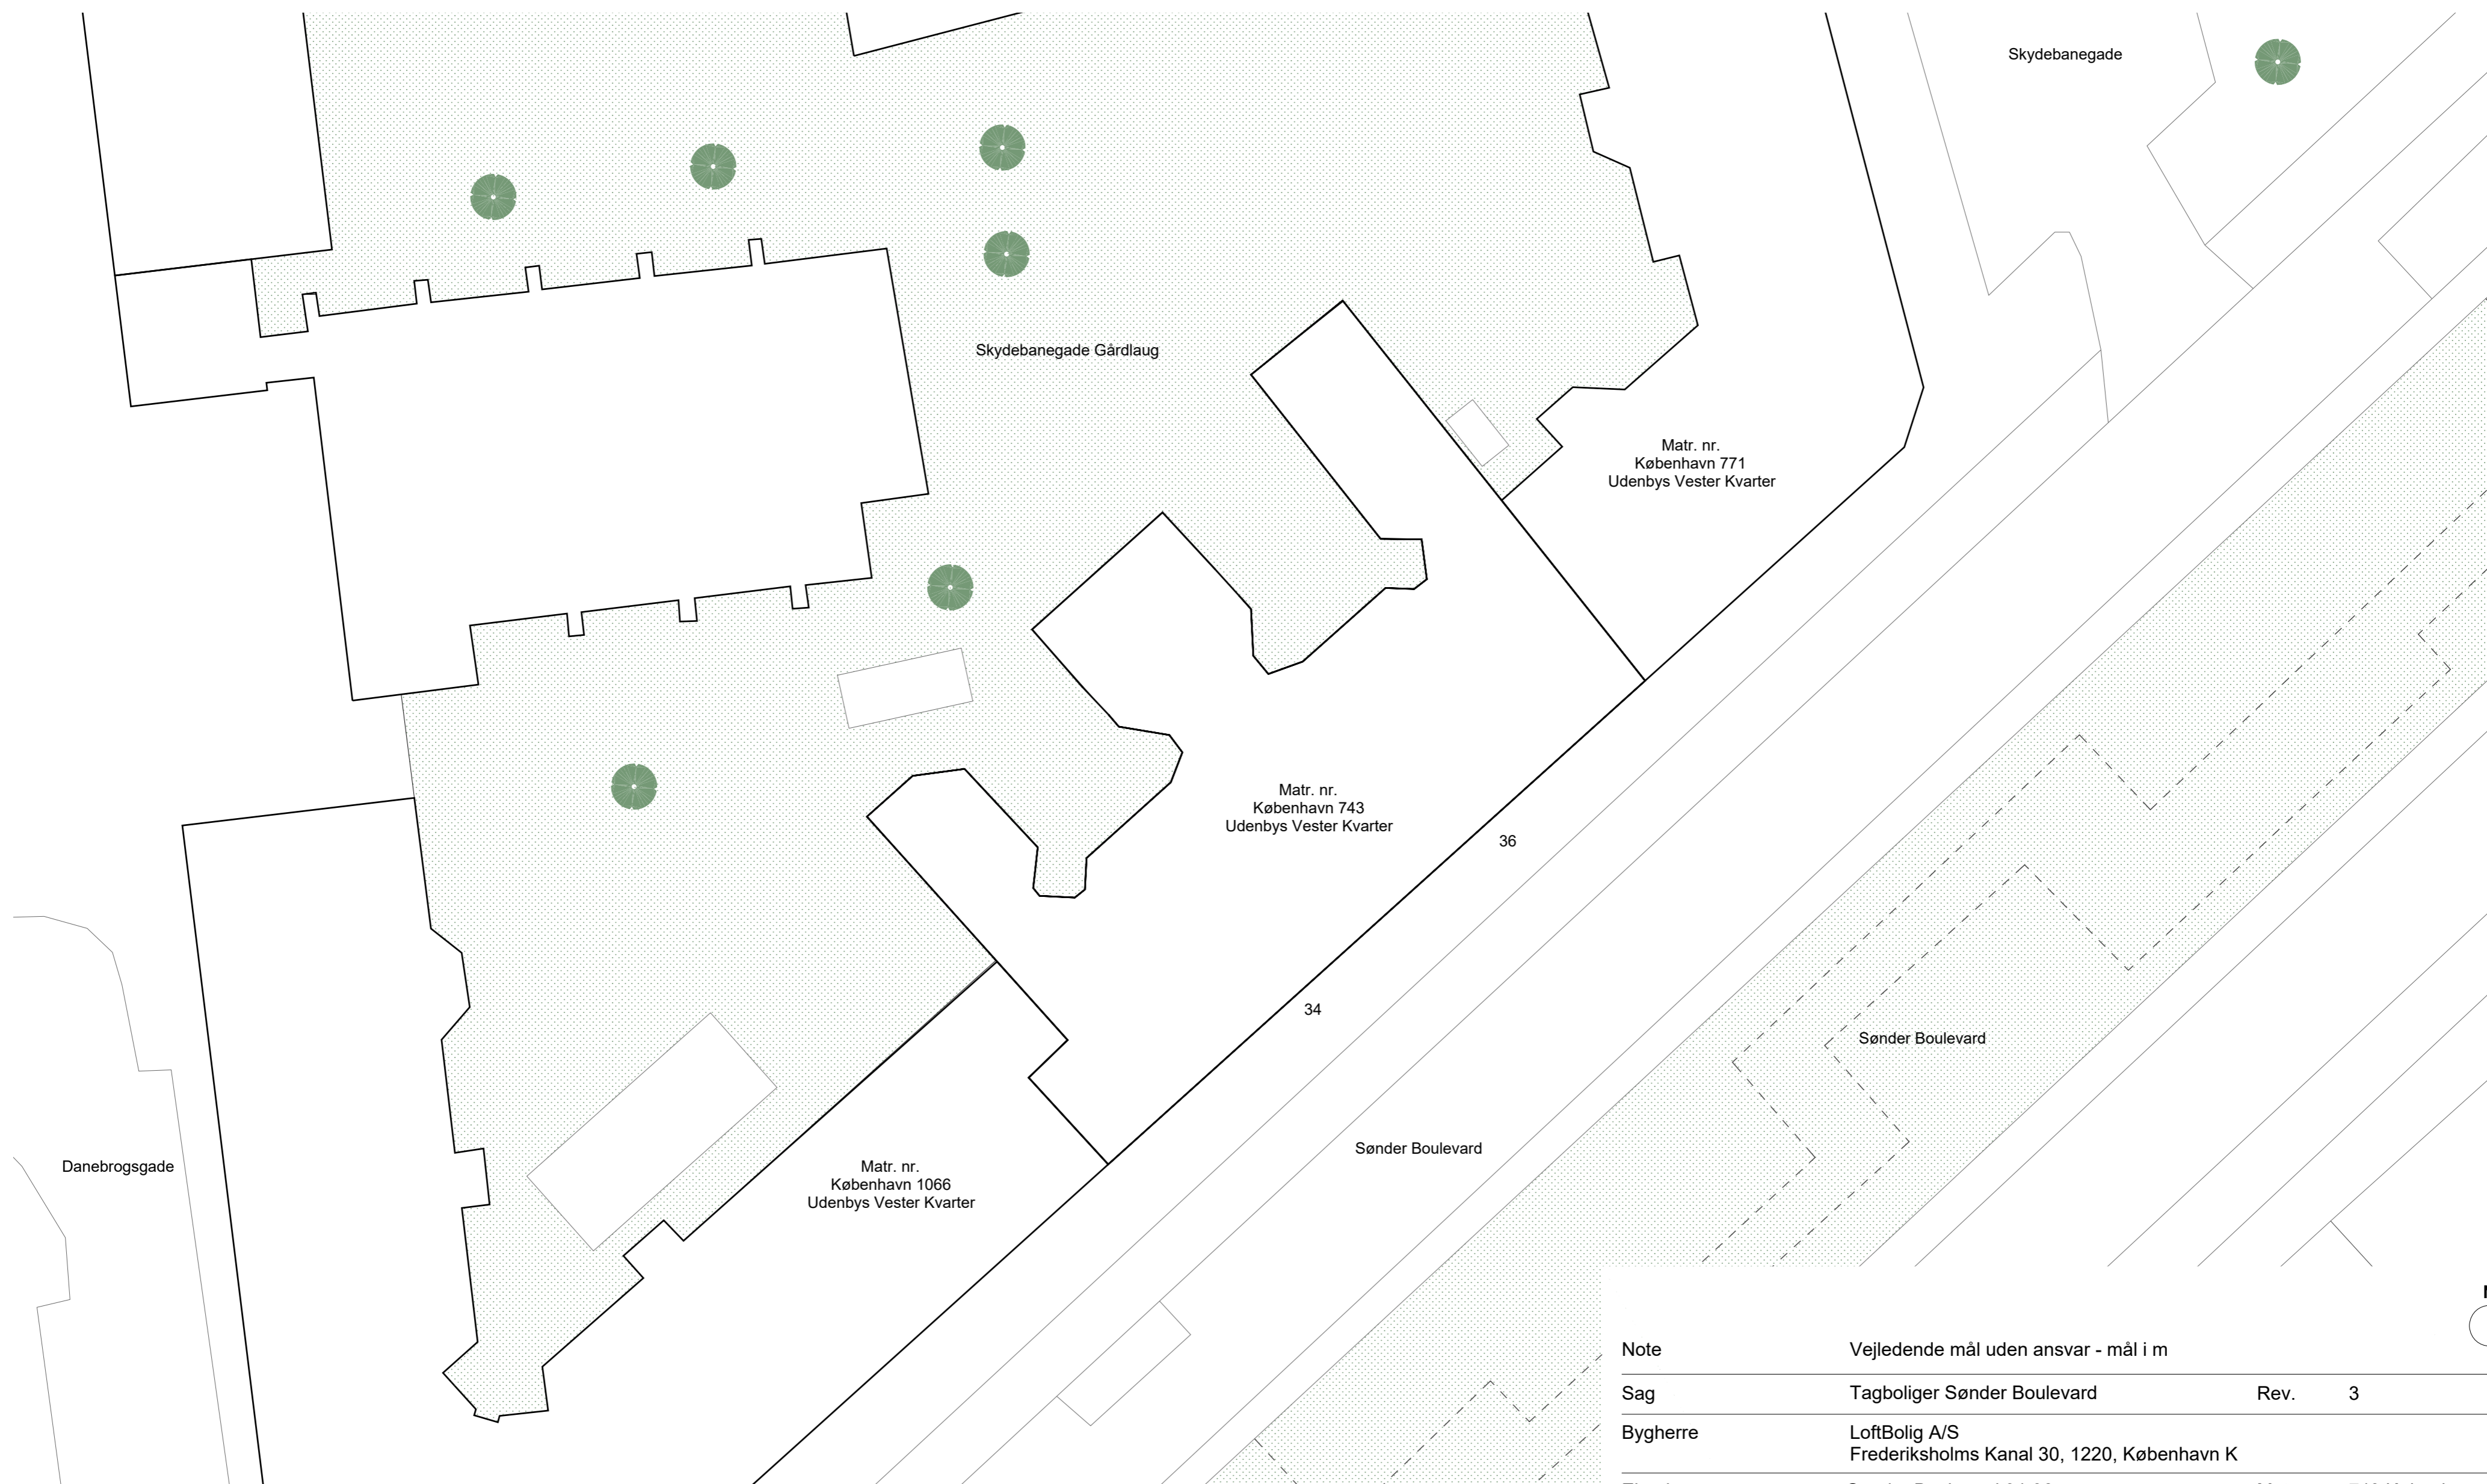 Skydebanegade
Skydebanegade Gårdlaug
Matr. nr.
København 771
Udenbys Vester Kvarter
Matr. nr.
København 743
Udenbys Vester Kvarter
36
34
Sønder Boulevard
Sønder Boulevard
Danebrogsgade
Matr. nr.
København 1066
Udenbys Vester Kvarter
Note Vejledende mål uden ansvar - mål i m
Sag Tagboliger Sønder Boulevard Rev. 3
Bygherre LoftBolig A/S
Frederiksholms Kanal 30, 1220, København K